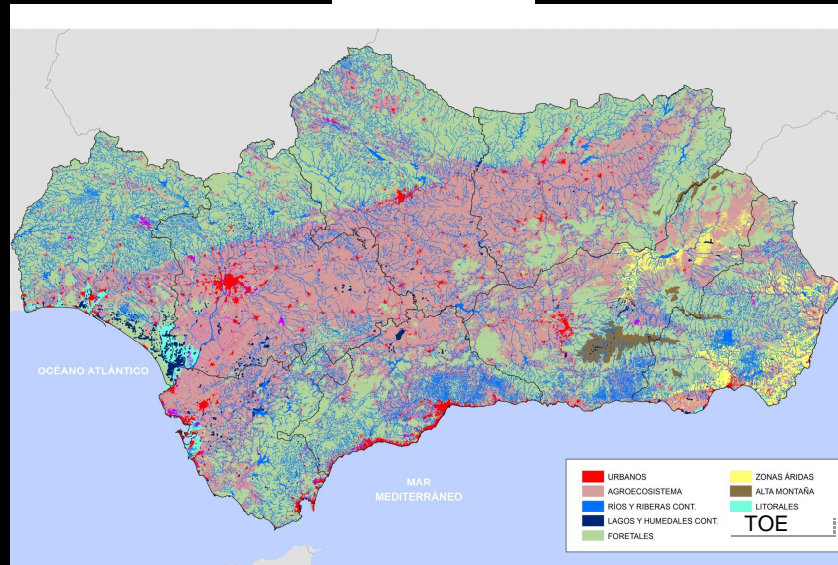 OCÉANO ATLÁNTICO
MAR
MEDITERRÁNEO
URBANOS
AGROECOSISTEMA
RÍOS Y RIBERAS CONT.
LAGOS Y HUMEDALES CONT.
FORETALES
ZONAS ÁRIDAS
ALTA MONTAÑA
LITORALES
TOE